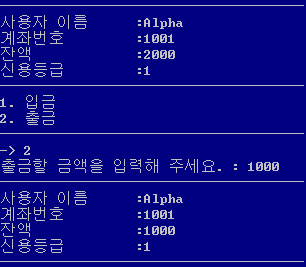 사용자 이름 :Alpha
계좌번호 :1001
잔액 :2000
신용등급 :1
1. 입금
2. 출금
-> 2
출금할 금액을 입력해 주세요. : 1000
사용자 이름 :Alpha
계좌번호 :1001
잔액 :1000
신용등급 :1